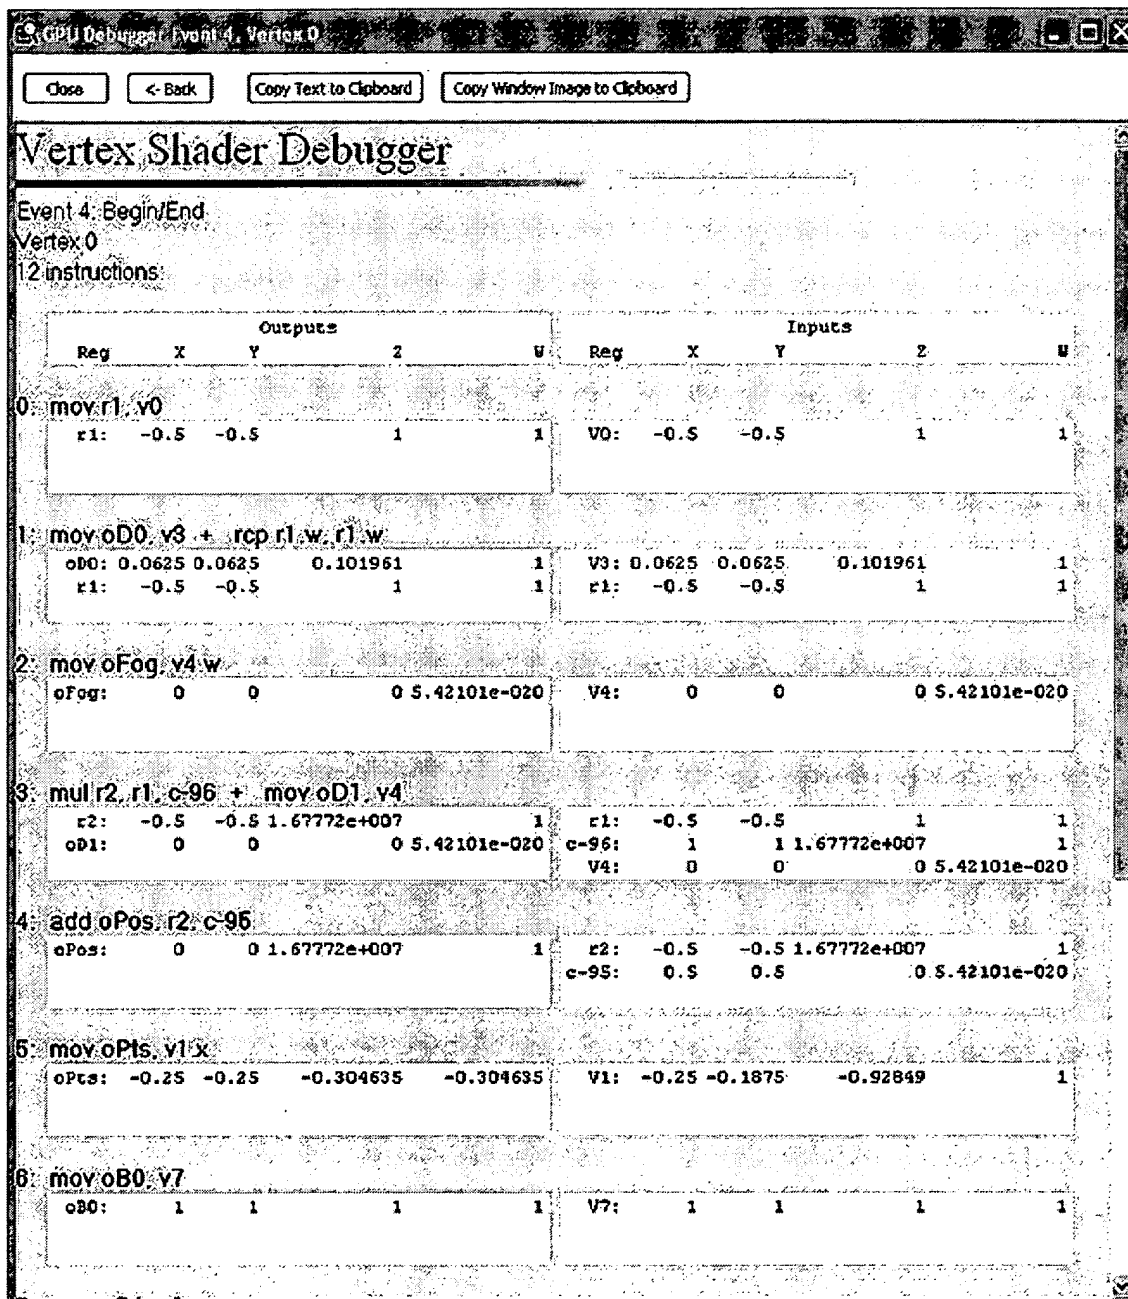 GPU Debugger Event 4, Vertex 0
Close <- Back Copy Text to Clipboard Copy Window Image to Clipboard
Vertex Shader Debugger
Event 4: Begin/End
Vertex 0
12 instructions:
Outputs Inputs
Reg X Y Z W Reg X Y Z W
0: mov r1, v0
r1: -0.5 -0.5 1 1 V0: -0.5 -0.5 1 1
1: mov oD0, v3 + rcp r1.w, r1.w
oD0: 0.0625 0.0625 0.101961 1 V3: 0.0625 0.0625 0.101961 1
r1: -0.5 -0.5 1 1 r1: -0.5 -0.5 1 1
2: mov oFog, v4.w
oFog: 0 0 0 5.42101e-020 V4: 0 0 0 5.42101e-020
3: mul r2, r1, c-96 + mov oD1, v4
r2: -0.5 -0.5 1.67772e+007 1 r1: -0.5 -0.5 1 1
oD1: 0 0 0 5.42101e-020 c-96: 1 1 1.67772e+007 1
V4: 0 0 0 5.42101e-020
4: add oPos, r2, c-95
oPos: 0 0 1.67772e+007 1 r2: -0.5 -0.5 1.67772e+007 1
c-95: 0.5 0.5 0 5.42101e-020
5: mov oPts, v1.x
oPts: -0.25 -0.25 -0.304635 -0.304635 V1: -0.25 -0.1875 -0.92849 1
6: mov oB0, v7
oB0: 1 1 1 1 V7: 1 1 1 1